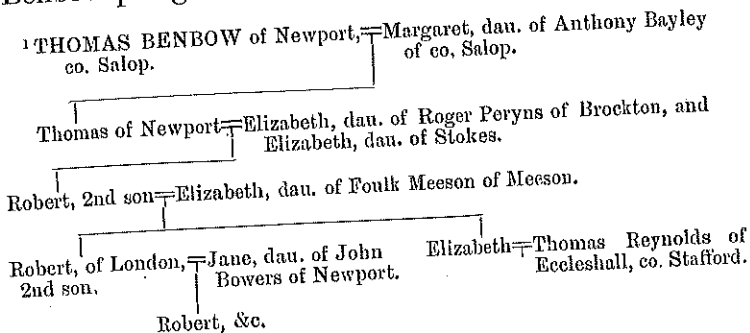 ¹ THOMAS BENBOW of Newport, Margaret, dau. of Anthony Bayley
co. Salop. of co. Salop.
Thomas of Newport Elizabeth, dau. of Roger Peryns of Brockton, and
Elizabeth, dau. of Stokes.
Robert, 2nd son Elizabeth, dau. of Foulk Meeson of Meeson.
Robert, of London, Jane, dau. of John Elizabeth Thomas Reynolds of
2nd son. Bowers of Newport. Eccleshall, co. Stafford.
Robert, &c.